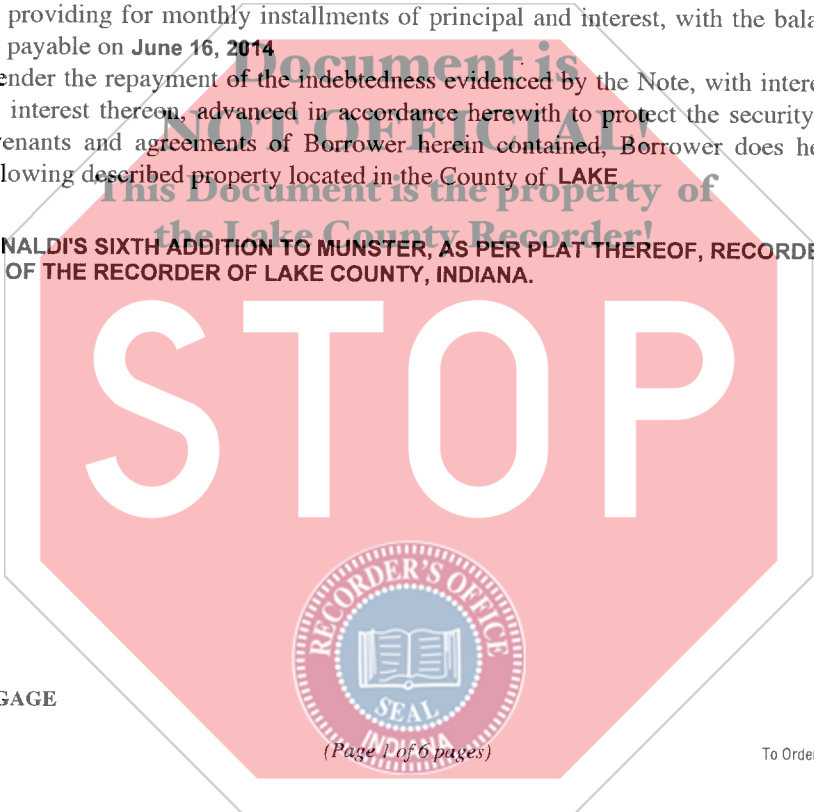 providing for monthly installments of principal and interest, with the bala
payable on June 16, 2014
Document is
ender the repayment of the indebtedness evidenced by the Note, with intere
interest thereon, advanced in accordance herewith to protect the security
NOT OFFICIAL!
enants and agreements of Borrower herein contained, Borrower does he
lowing described property located in the County of LAKE
This Document is the property of
the Lake County Recorder!
NALDI'S SIXTH ADDITION TO MUNSTER, AS PER PLAT THEREOF, RECORDE
OF THE RECORDER OF LAKE COUNTY, INDIANA.
STOP
RECORDER'S OFFICE
SEAL
INDIANA
GAGE
(Page 1 of 6 pages)
To Order